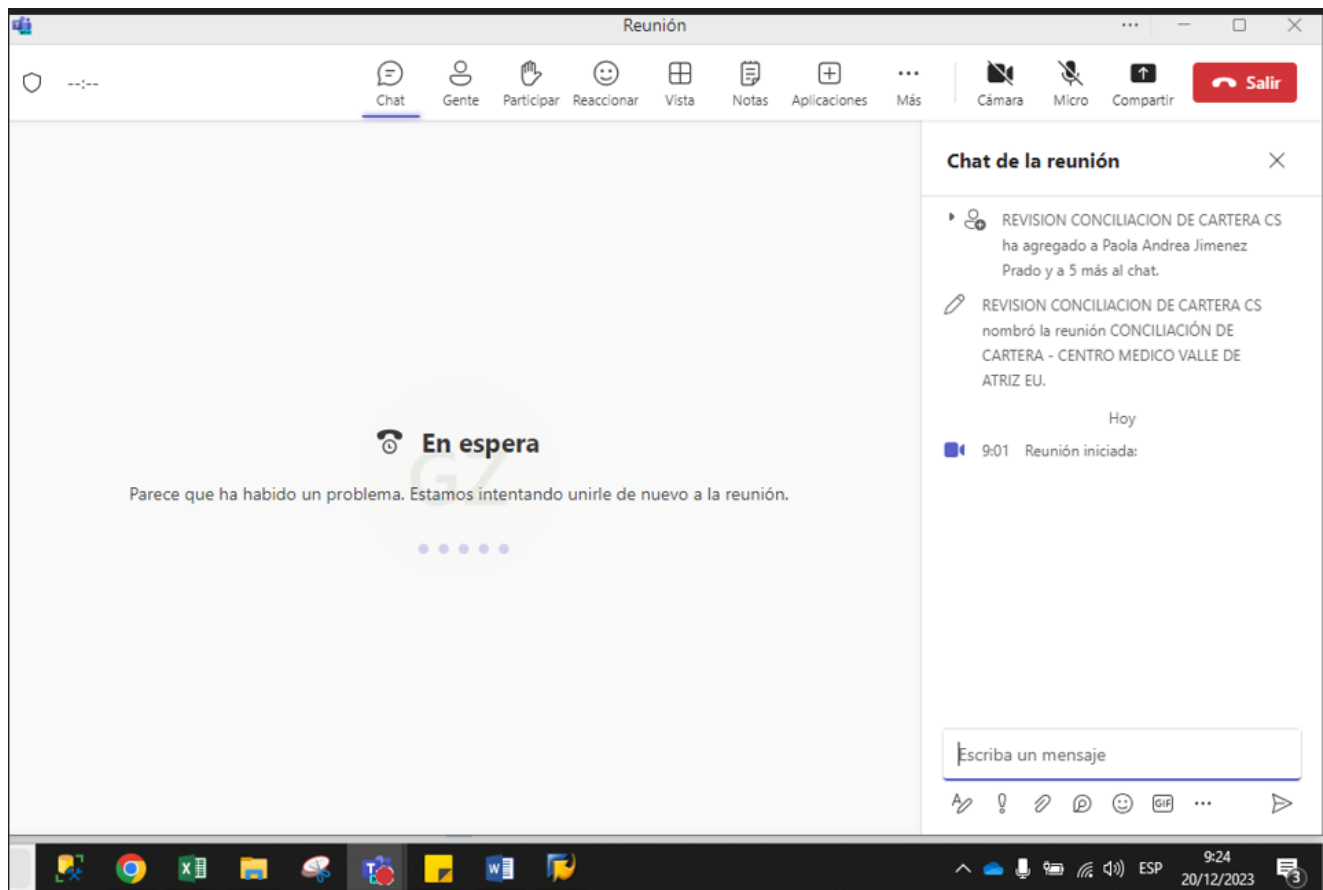 Reunión
--:--
Chat
Gente
Participar
Reaccionar
Vista
Notas
Aplicaciones
Más
Cámara
Micro
Compartir
Salir
Chat de la reunión
REVISION CONCILIACION DE CARTERA CS
ha agregado a Paola Andrea Jimenez
Prado y a 5 más al chat.
REVISION CONCILIACION DE CARTERA CS
nombró la reunión CONCILIACIÓN DE
CARTERA - CENTRO MEDICO VALLE DE
ATRIZ EU.
Hoy
9:01 Reunión iniciada:
GZ
En espera
Parece que ha habido un problema. Estamos intentando unirle de nuevo a la reunión.
Escriba un mensaje
GIF
ESP
9:24
20/12/2023
3